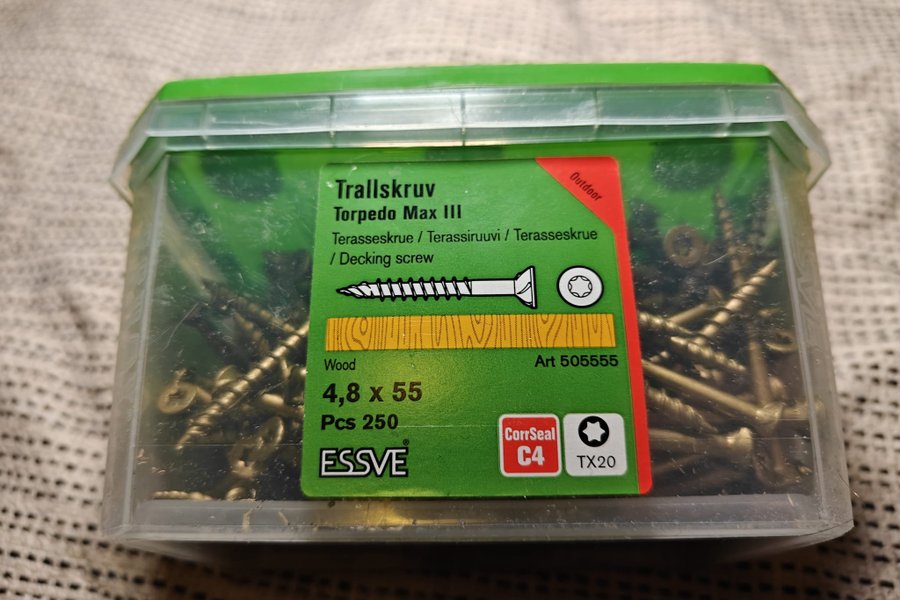 Outdoor
Trallskruv
Torpedo Max III
Terasseskrue / Terassiruuvi / Terasseskrue
/ Decking screw
Wood
Art 505555
4,8 x 55
Pcs 250
ESSVE®
CorrSeal
C4
TX20